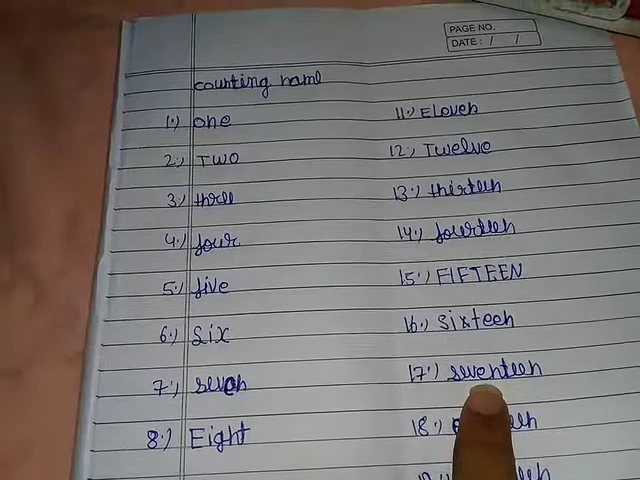 PAGE NO.
DATE: / /
counting name
1.) one
2.) Two
3.) three
4.) four
5.) five
6.) six
7.) seven
8.) Eight
11.) Eleven
12.) Twelve
13.) thirteen
14.) fourteen
15.) FIFTEEN
16.) sixteen
17.) seventeen
18.)